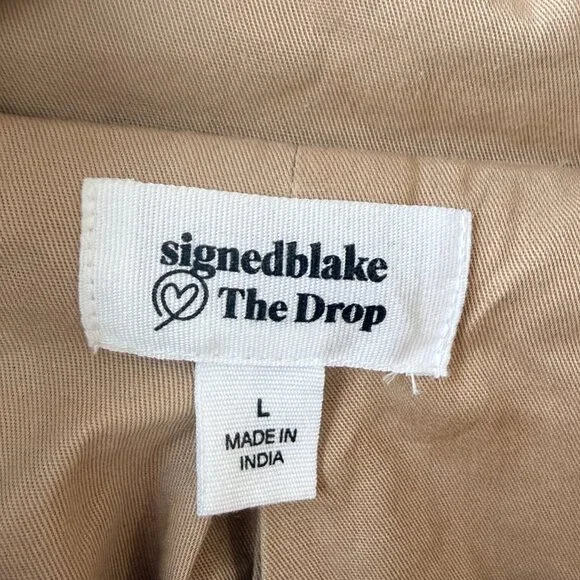 signedblake
The Drop
L
MADE IN
INDIA